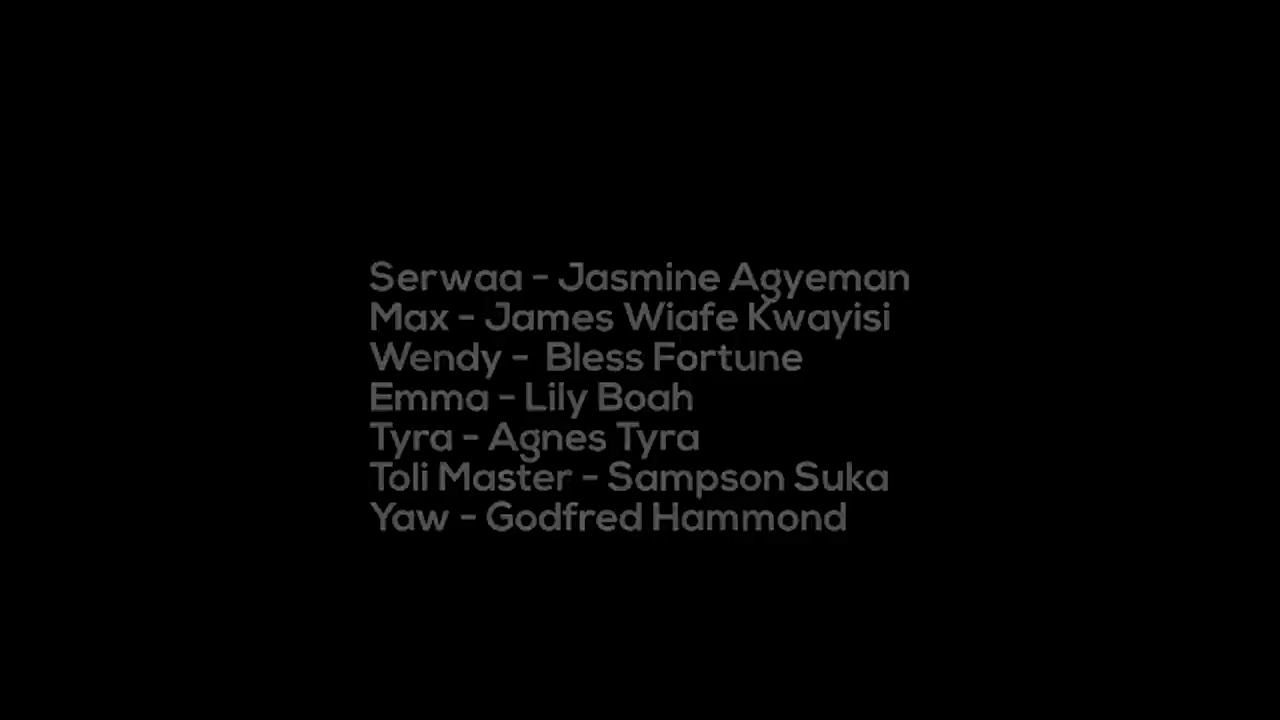 Serwaa - Jasmine Agyeman
Max - James Wiafe Kwayisi
Wendy -  Bless Fortune
Emma - Lily Boah
Tyra - Agnes Tyra
Toli Master - Sampson Suka
Yaw - Godfred Hammond